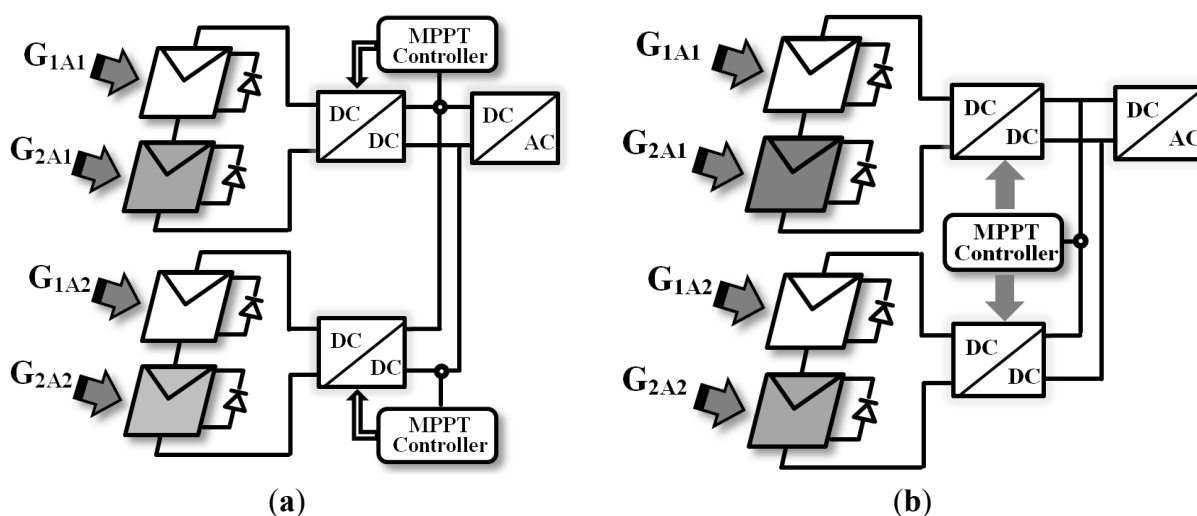 MPPT
Controller
G1A1
DC
DC
DC
AC
G2A1
G1A2
DC
DC
G2A2
MPPT
Controller
(a)
G1A1
DC
DC
DC
AC
G2A1
MPPT
Controller
G1A2
DC
DC
G2A2
(b)